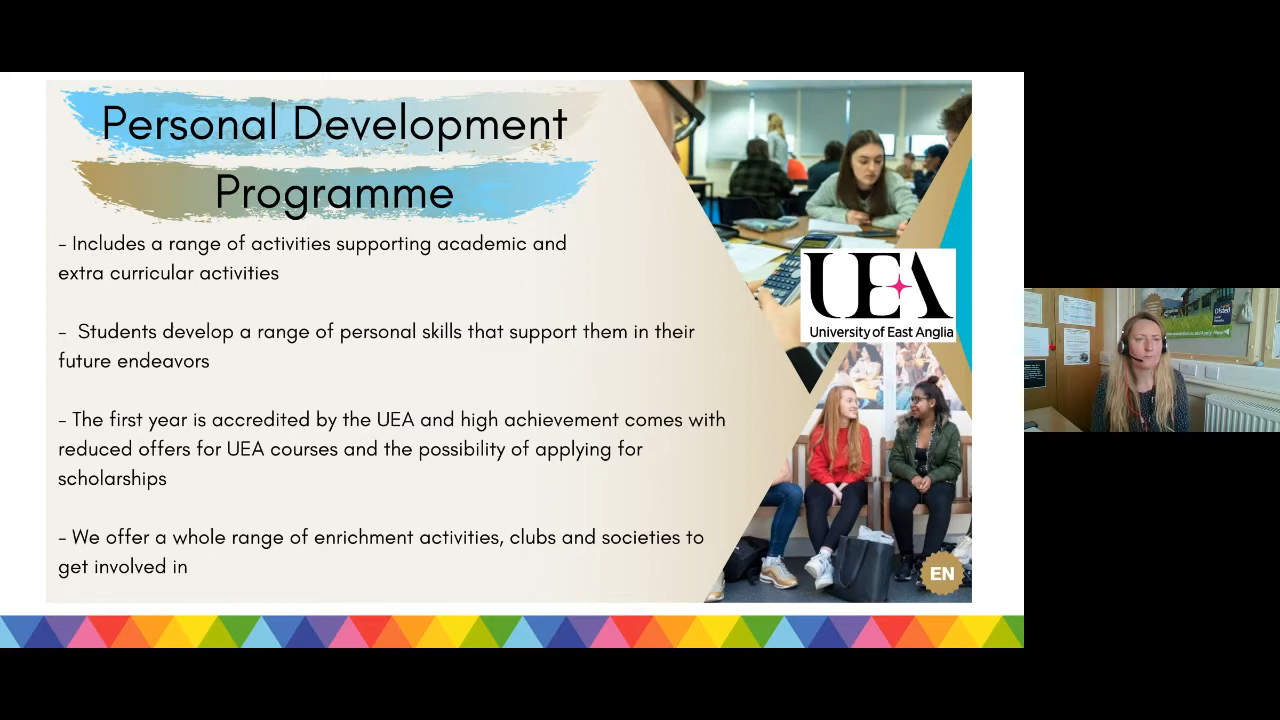 Personal Development
Programme
- Includes a range of activities supporting academic and
extra curricular activities
- Students develop a range of personal skills that support them in their
future endeavors
- The first year is accredited by the UEA and high achievement comes with
reduced offers for UEA courses and the possibility of applying for
scholarships
- We offer a whole range of enrichment activities, clubs and societies to
get involved in
UEA
University of East Anglia
EN